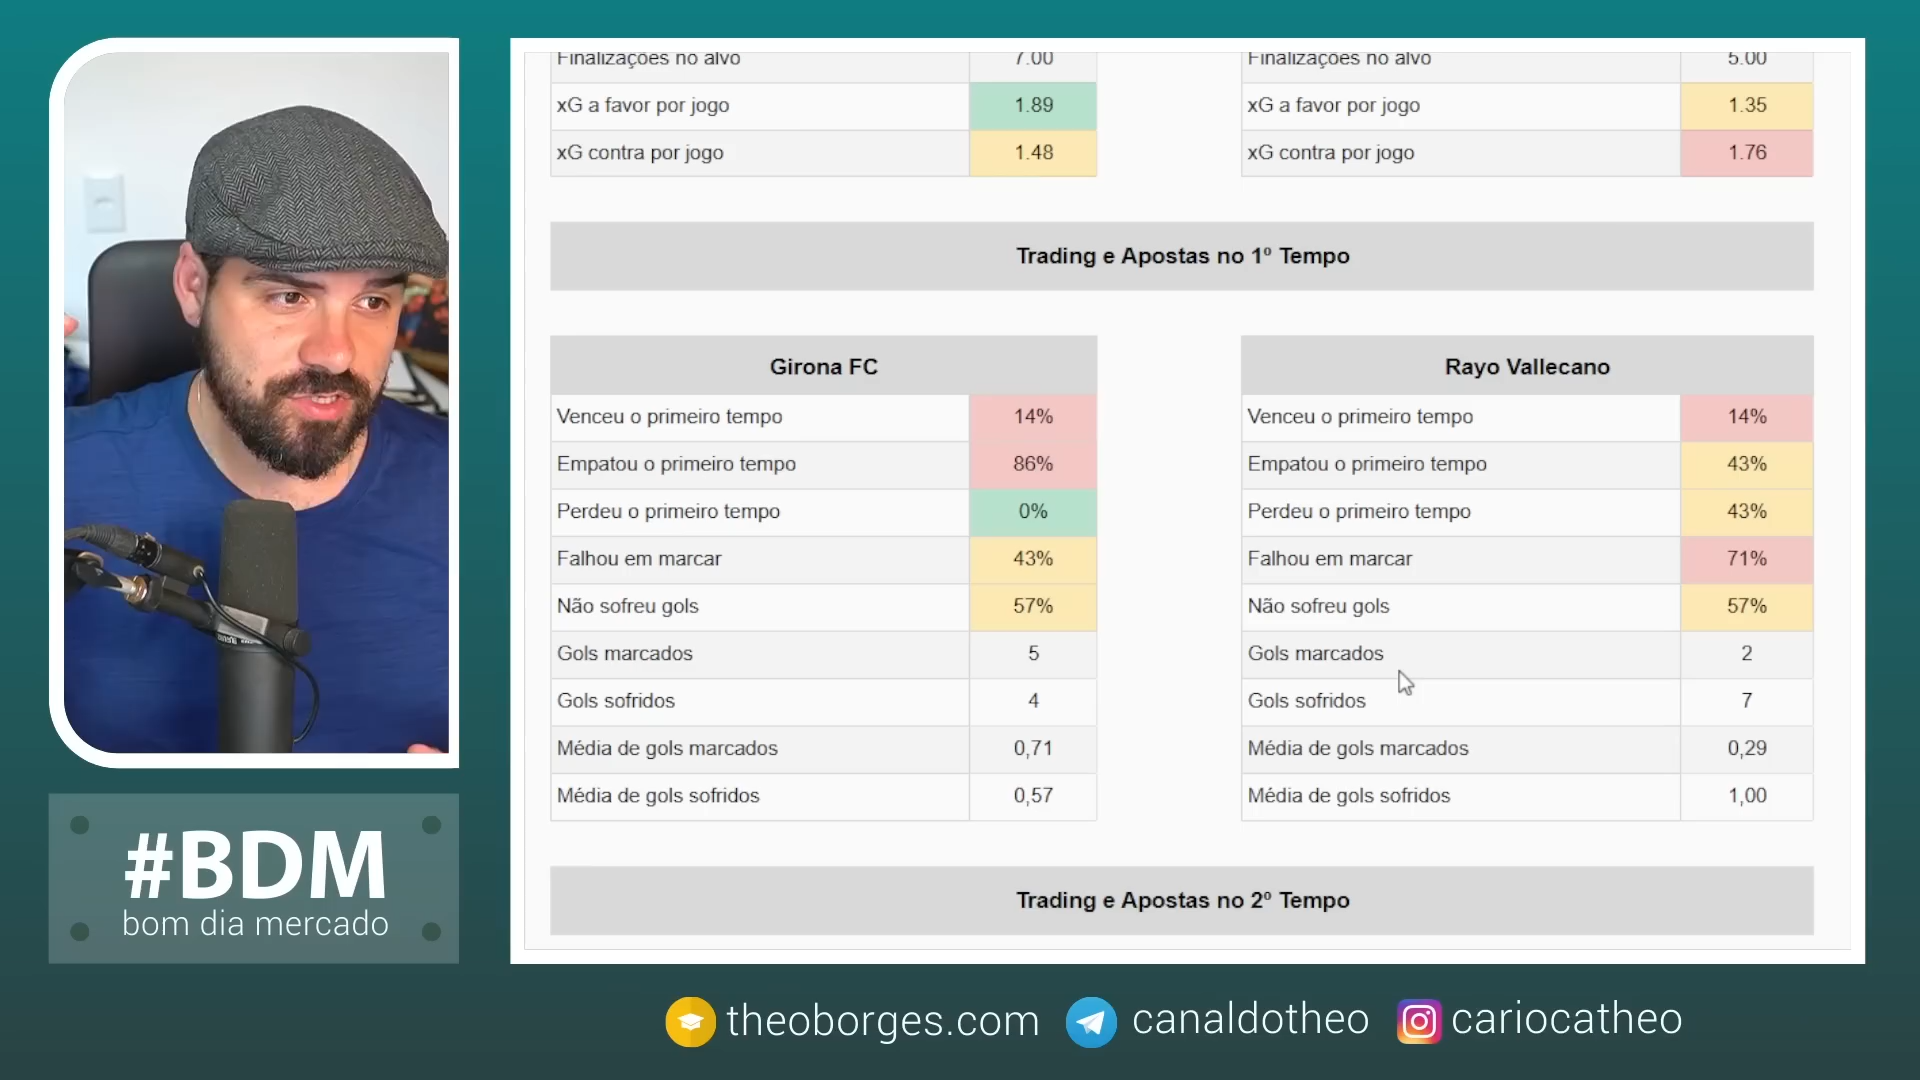 Finalizações no alvo 7.00
xG a favor por jogo 1.89
xG contra por jogo 1.48
Finalizações no alvo 5.00
xG a favor por jogo 1.35
xG contra por jogo 1.76
Trading e Apostas no 1º Tempo
Girona FC
Venceu o primeiro tempo 14%
Empatou o primeiro tempo 86%
Perdeu o primeiro tempo 0%
Falhou em marcar 43%
Não sofreu gols 57%
Gols marcados 5
Gols sofridos 4
Média de gols marcados 0,71
Média de gols sofridos 0,57
Rayo Vallecano
Venceu o primeiro tempo 14%
Empatou o primeiro tempo 43%
Perdeu o primeiro tempo 43%
Falhou em marcar 71%
Não sofreu gols 57%
Gols marcados 2
Gols sofridos 7
Média de gols marcados 0,29
Média de gols sofridos 1,00
Trading e Apostas no 2º Tempo
#BDM
bom dia mercado
theoborges.com canaldotheo cariocatheo